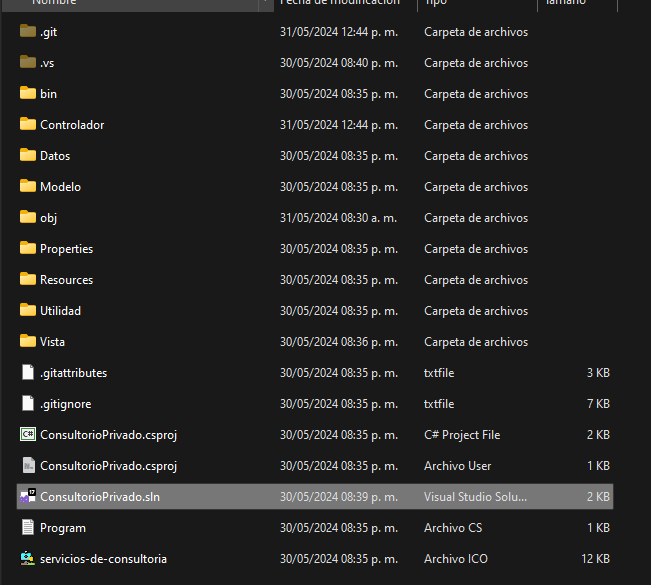 Nombre Fecha de modificación Tipo Tamaño
.git 31/05/2024 12:44 p. m. Carpeta de archivos
.vs 30/05/2024 08:40 p. m. Carpeta de archivos
bin 30/05/2024 08:35 p. m. Carpeta de archivos
Controlador 31/05/2024 12:44 p. m. Carpeta de archivos
Datos 30/05/2024 08:35 p. m. Carpeta de archivos
Modelo 30/05/2024 08:35 p. m. Carpeta de archivos
obj 31/05/2024 08:30 a. m. Carpeta de archivos
Properties 30/05/2024 08:35 p. m. Carpeta de archivos
Resources 30/05/2024 08:35 p. m. Carpeta de archivos
Utilidad 30/05/2024 08:35 p. m. Carpeta de archivos
Vista 30/05/2024 08:36 p. m. Carpeta de archivos
.gitattributes 30/05/2024 08:35 p. m. txtfile 3 KB
.gitignore 30/05/2024 08:35 p. m. txtfile 7 KB
C# ConsultorioPrivado.csproj 30/05/2024 08:35 p. m. C# Project File 2 KB
ConsultorioPrivado.csproj 30/05/2024 08:35 p. m. Archivo User 1 KB
17 ConsultorioPrivado.sln 30/05/2024 08:39 p. m. Visual Studio Solu... 2 KB
Program 30/05/2024 08:35 p. m. Archivo CS 1 KB
servicios-de-consultoria 30/05/2024 08:35 p. m. Archivo ICO 12 KB